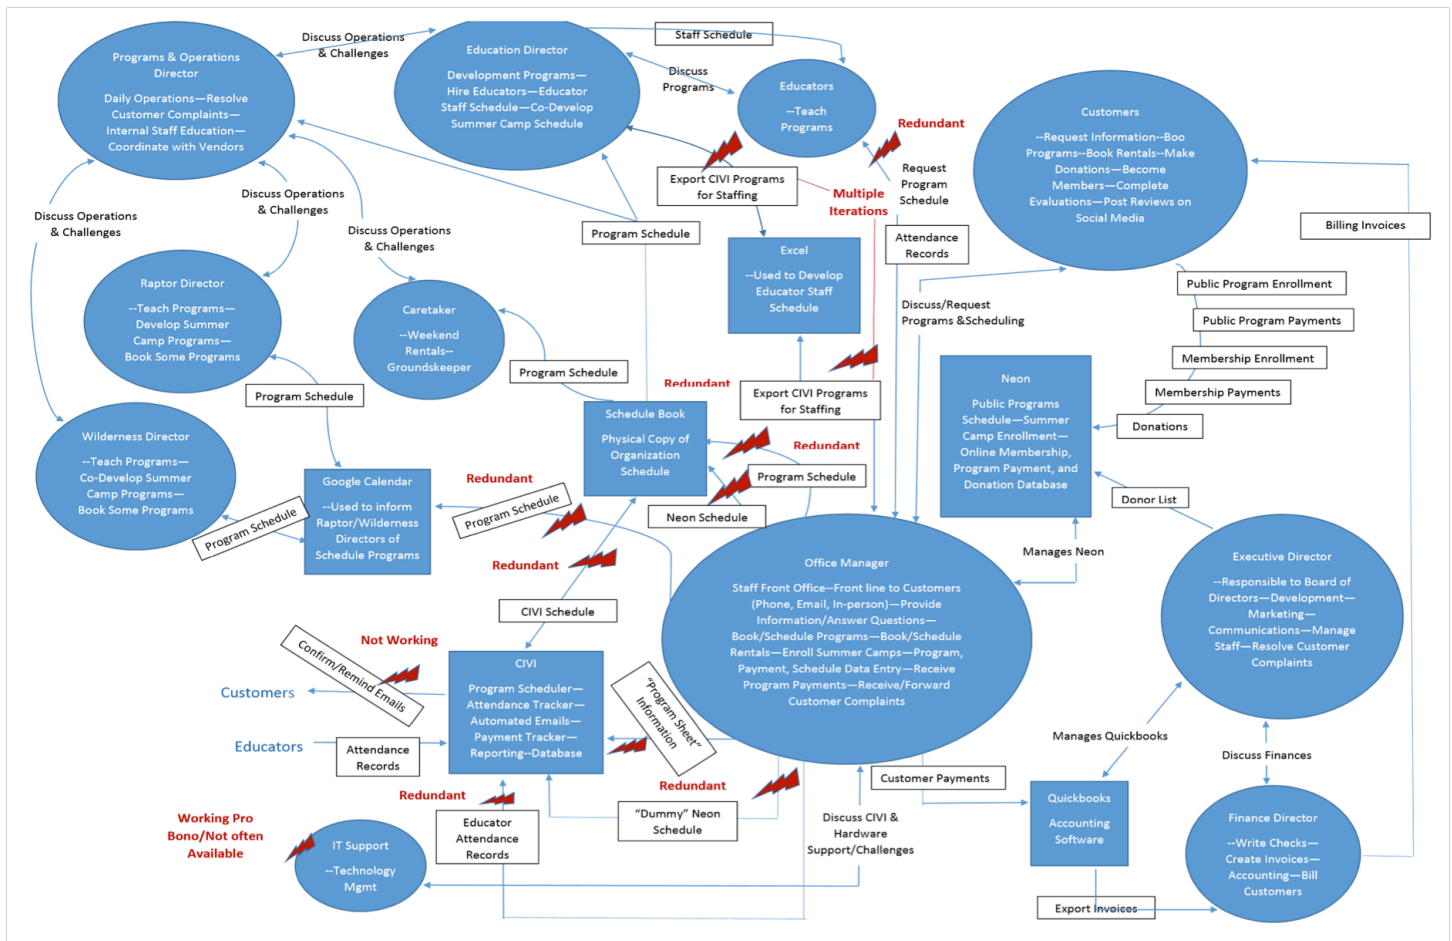 Discuss Operations
& Challenges
Staff Schedule
Programs & Operations
Director
Daily Operations—Resolve
Customer Complaints—
Internal Staff Education—
Coordinate with Vendors
Education Director
Development Programs—
Hire Educators—Educator
Staff Schedule—Co-Develop
Summer Camp Schedule
Discuss
Programs
Educators
--Teach
Programs
Redundant
Customers
--Request Information--Boo
Programs--Book Rentals--Make
Donations—Become
Members—Complete
Evaluations—Post Reviews on
Social Media
Export CIVI Programs
for Staffing
Multiple
Iterations
Request
Program
Schedule
Discuss Operations
& Challenges
Discuss Operations
& Challenges
Discuss Operations
& Challenges
Program Schedule
Attendance
Records
Billing Invoices
Excel
--Used to Develop
Educator Staff
Schedule
Raptor Director
--Teach Programs—
Develop Summer
Camp Programs—
Book Some Programs
Caretaker
--Weekend
Rentals--
Groundskeeper
Discuss/Request
Programs &Scheduling
Public Program Enrollment
Public Program Payments
Membership Enrollment
Membership Payments
Donations
Program Schedule
Program Schedule
Redundant
Export CIVI Programs
for Staffing
Neon
Public Programs
Schedule—Summer
Camp Enrollment—
Online Membership,
Program Payment, and
Donation Database
Schedule Book
Physical Copy of
Organization
Schedule
Redundant
Program Schedule
Neon Schedule
Wilderness Director
--Teach Programs—
Co-Develop Summer
Camp Programs—
Book Some Programs
Program Schedule
Google Calendar
--Used to inform
Raptor/Wilderness
Directors of
Schedule Programs
Redundant
Program Schedule
Donor List
Redundant
Manages Neon
Executive Director
--Responsible to Board of
Directors—Development—
Marketing—
Communications—Manage
Staff—Resolve Customer
Complaints
Office Manager
Staff Front Office--Front line to Customers
(Phone, Email, In-person)—Provide
Information/Answer Questions—
Book/Schedule Programs—Book/Schedule
Rentals—Enroll Summer Camps—Program,
Payment, Schedule Data Entry—Receive
Program Payments—Receive/Forward
Customer Complaints
CIVI Schedule
Not Working
Confirm/Remind Emails
Customers
CIVI
Program Scheduler—
Attendance Tracker—
Automated Emails—
Payment Tracker—
Reporting--Database
"Program Sheet"
Information
Educators
Attendance
Records
Manages Quickbooks
Discuss Finances
Redundant
Redundant
Customer Payments
Quickbooks
Accounting
Software
Working Pro
Bono/Not often
Available
IT Support
--Technology
Mgmt
Educator
Attendance
Records
"Dummy" Neon
Schedule
Discuss CIVI &
Hardware
Support/Challenges
Finance Director
--Write Checks—
Create Invoices—
Accounting—Bill
Customers
Export Invoices